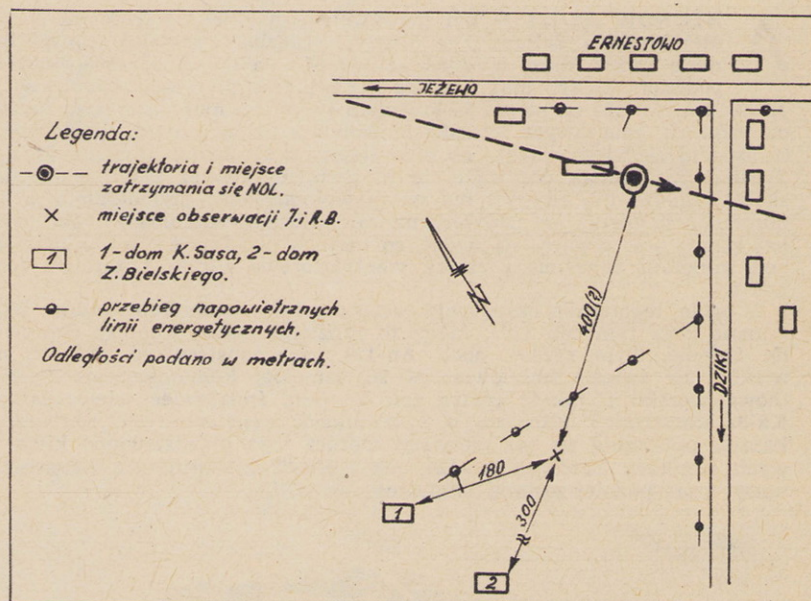 ERNESTOWO
JEŻEWO
Legenda:
trajektoria i miejsce
zatrzymania się NOL.
miejsce obserwacji J. i A.B.
1 1-dom K. Sasa, 2-dom
Z. Bielskiego.
przebieg napowietrznych
linii energetycznych.
Odległości podano w metrach.
N
400(?)
DZIKI
180
≈ 300
1
2